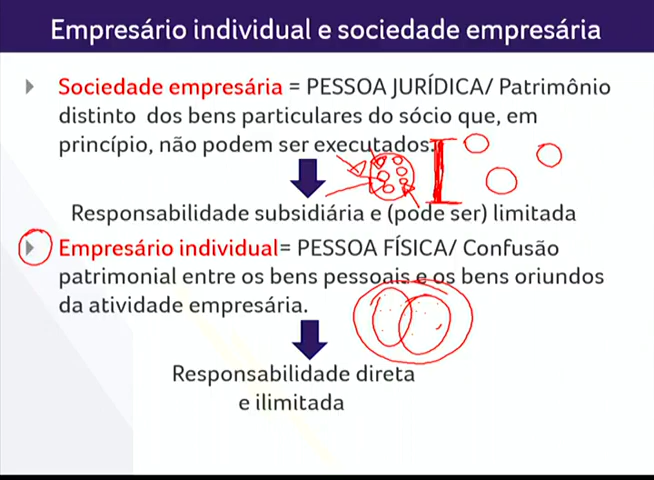 Empresário individual e sociedade empresária
Sociedade empresária = PESSOA JURÍDICA/ Patrimônio
distinto dos bens particulares do sócio que, em
princípio, não podem ser executados.
Responsabilidade subsidiária e (pode ser) limitada
Empresário individual= PESSOA FÍSICA/ Confusão
patrimonial entre os bens pessoais e os bens oriundos
da atividade empresária.
Responsabilidade direta
e ilimitada